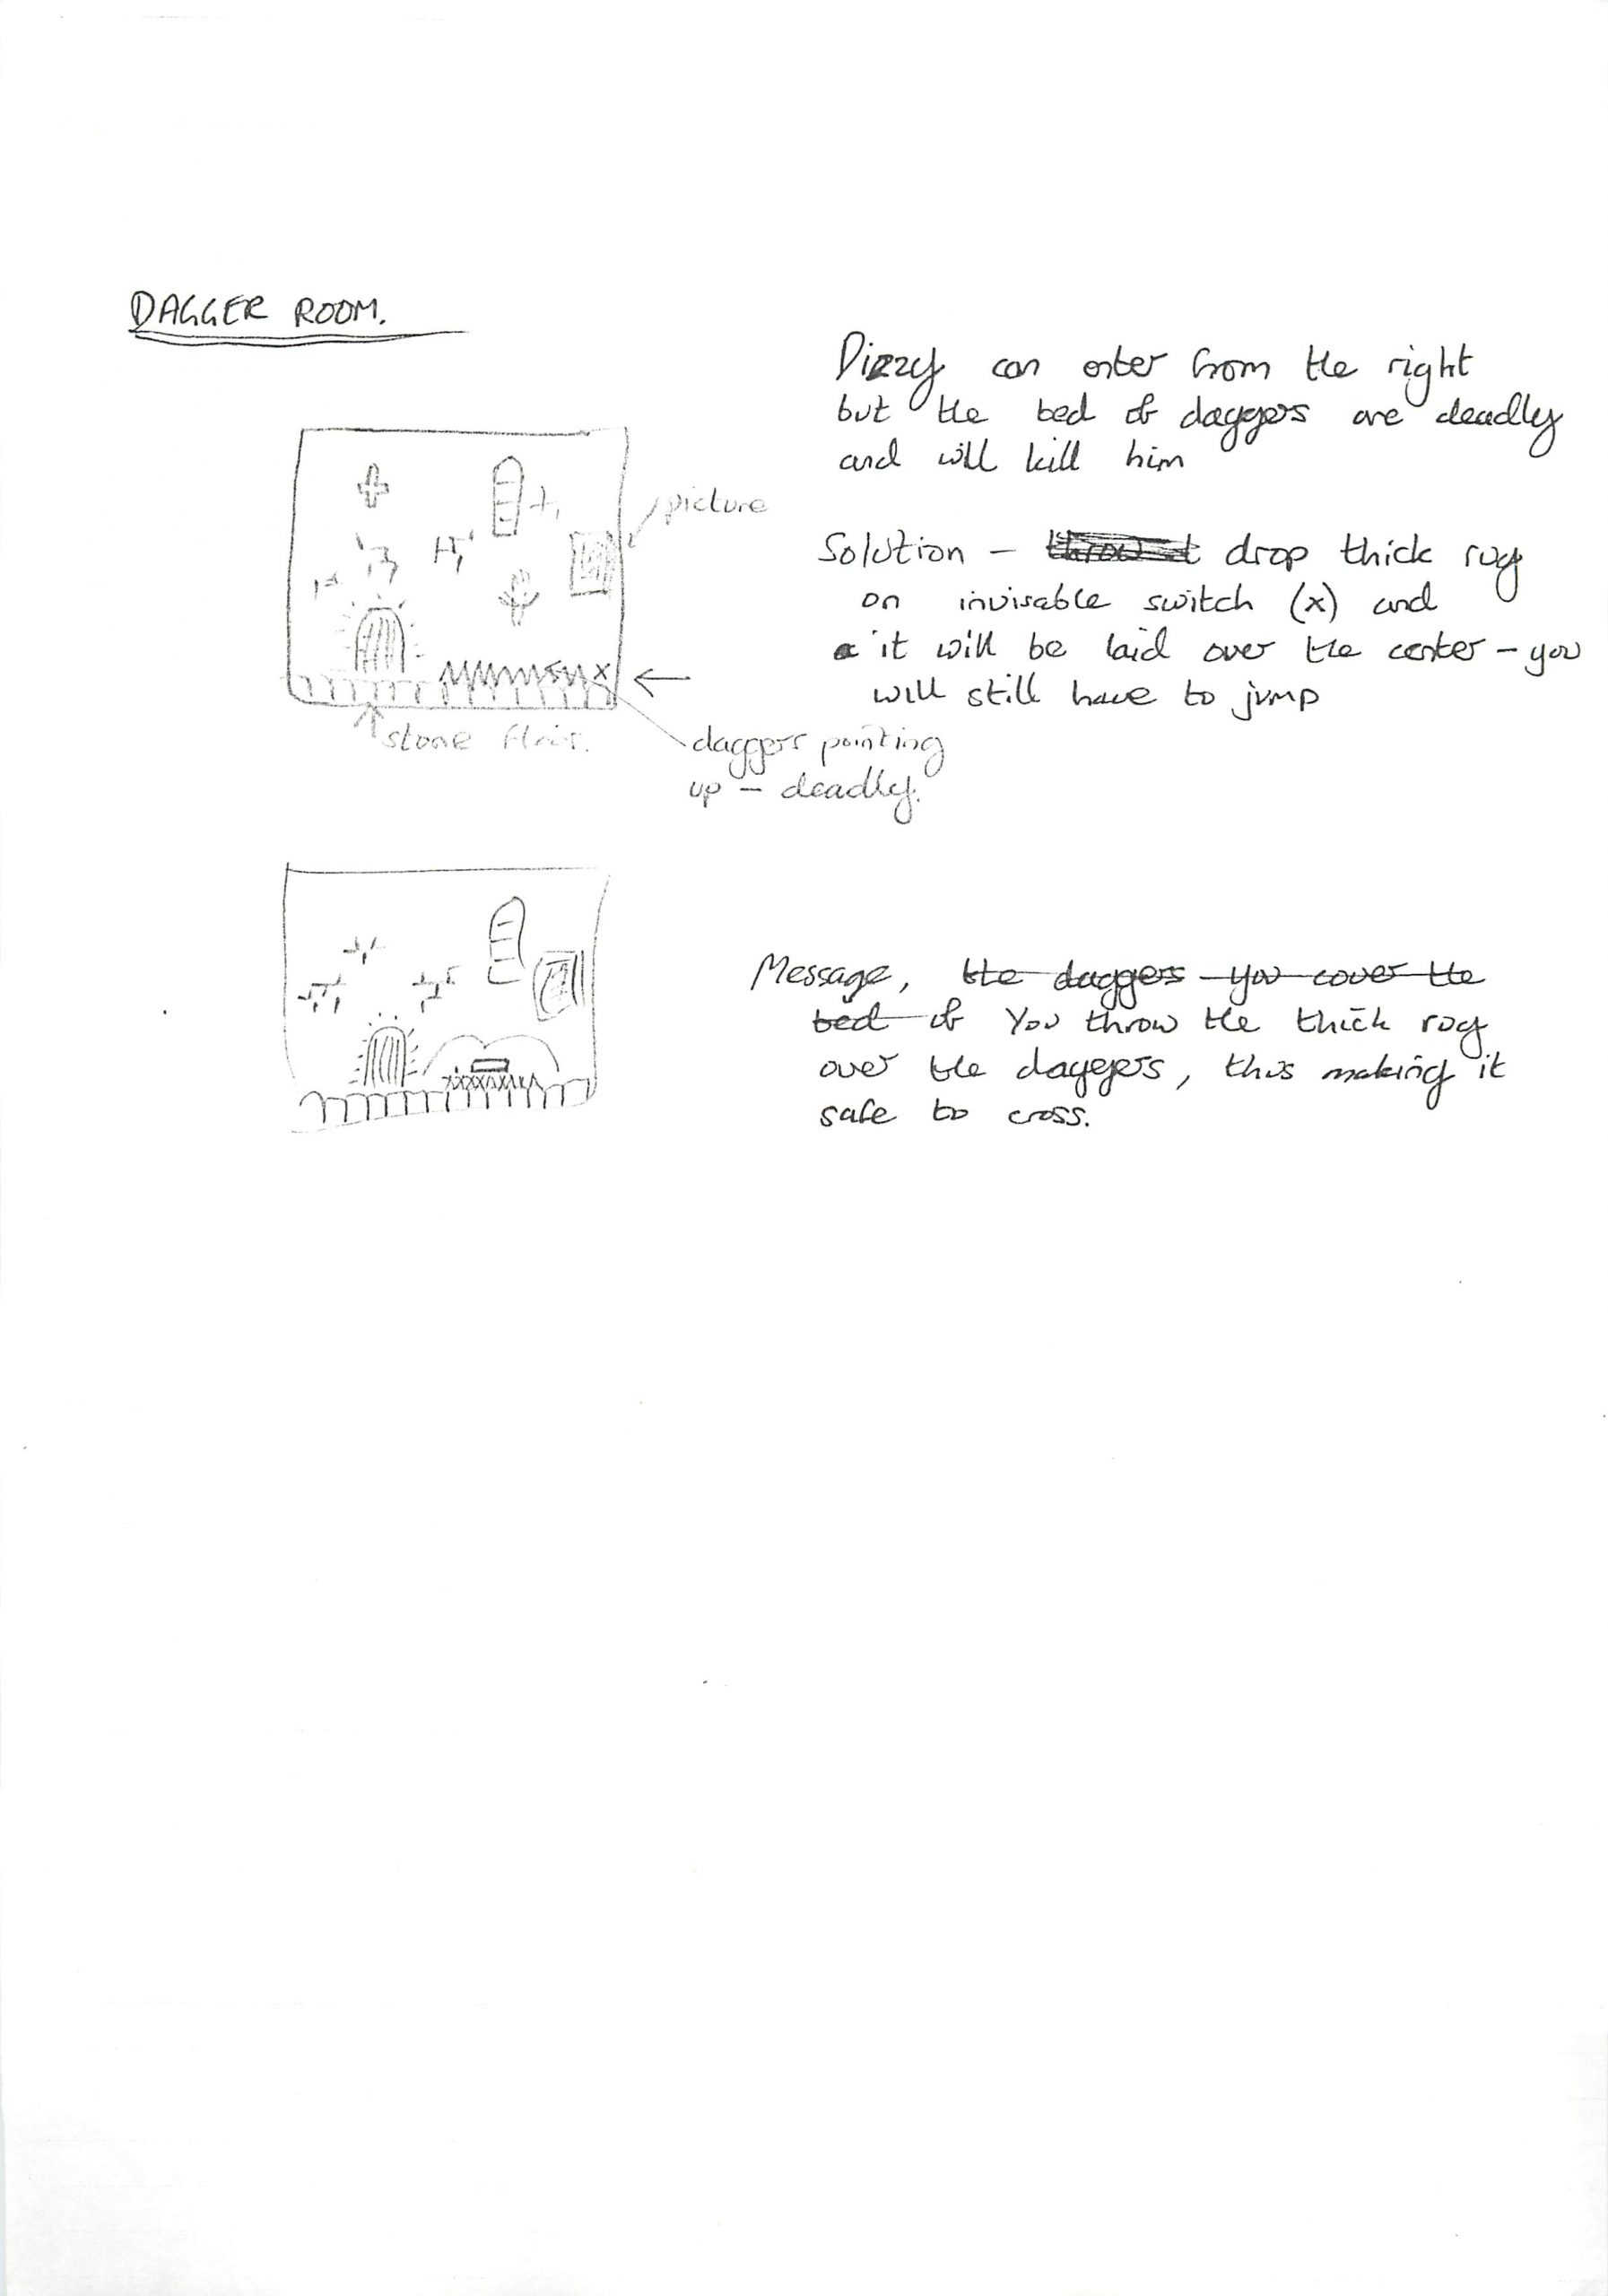 DAGGER ROOM.
Dizzy can enter from the right
but the bed of daggers are deadly
and will kill him
picture
Solution - drop thick rug
on invisable switch (x) and
it will be laid over the center - you
will still have to jump
x
stone floor.
daggers pointing
up - deadly.
Message, the daggers you cover the
bed of You throw the thick rug
over the daggers, thus making it
safe to cross.